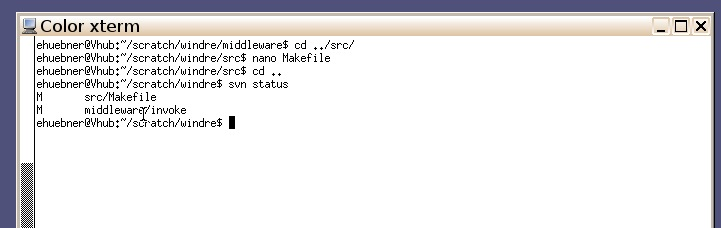 Color xterm
ehuebner@Vhub:~/scratch/windre/middleware$ cd ../src/
ehuebner@Vhub:~/scratch/windre/src$ nano Makefile
ehuebner@Vhub:~/scratch/windre/src$ cd ..
ehuebner@Vhub:~/scratch/windre$ svn status
M      src/Makefile
M      middleware/invoke
ehuebner@Vhub:~/scratch/windre$